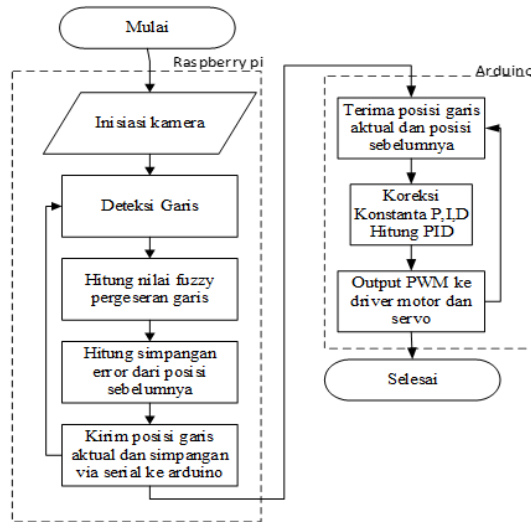 Mulai
Raspberry pi
Inisiasi kamera
Deteksi Garis
Hitung nilai fuzzy
pergeseran garis
Hitung simpangan
error dari posisi
sebelumnya
Kirim posisi garis
aktual dan simpangan
via serial ke arduino
Arduino
Terima posisi garis
aktual dan posisi
sebelumnya
Koreksi
Konstanta P,I,D
Hitung PID
Output PWM ke
driver motor dan
servo
Selesai